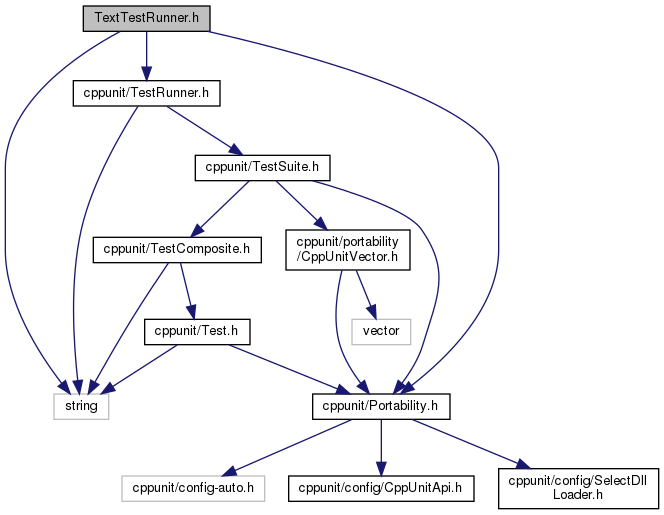 TextTestRunner.h
cppunit/TestRunner.h
cppunit/TestSuite.h
cppunit/TestComposite.h
cppunit/portability
/CppUnitVector.h
cppunit/Test.h
vector
string
cppunit/Portability.h
cppunit/config-auto.h
cppunit/config/CppUnitApi.h
cppunit/config/SelectDll
Loader.h